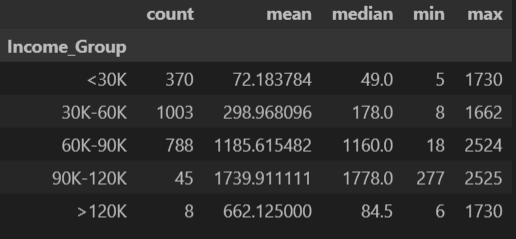 count mean median min max
Income_Group
<30K 370 72.183784 49.0 5 1730
30K-60K 1003 298.968096 178.0 8 1662
60K-90K 788 1185.615482 1160.0 18 2524
90K-120K 45 1739.911111 1778.0 277 2525
>120K 8 662.125000 84.5 6 1730